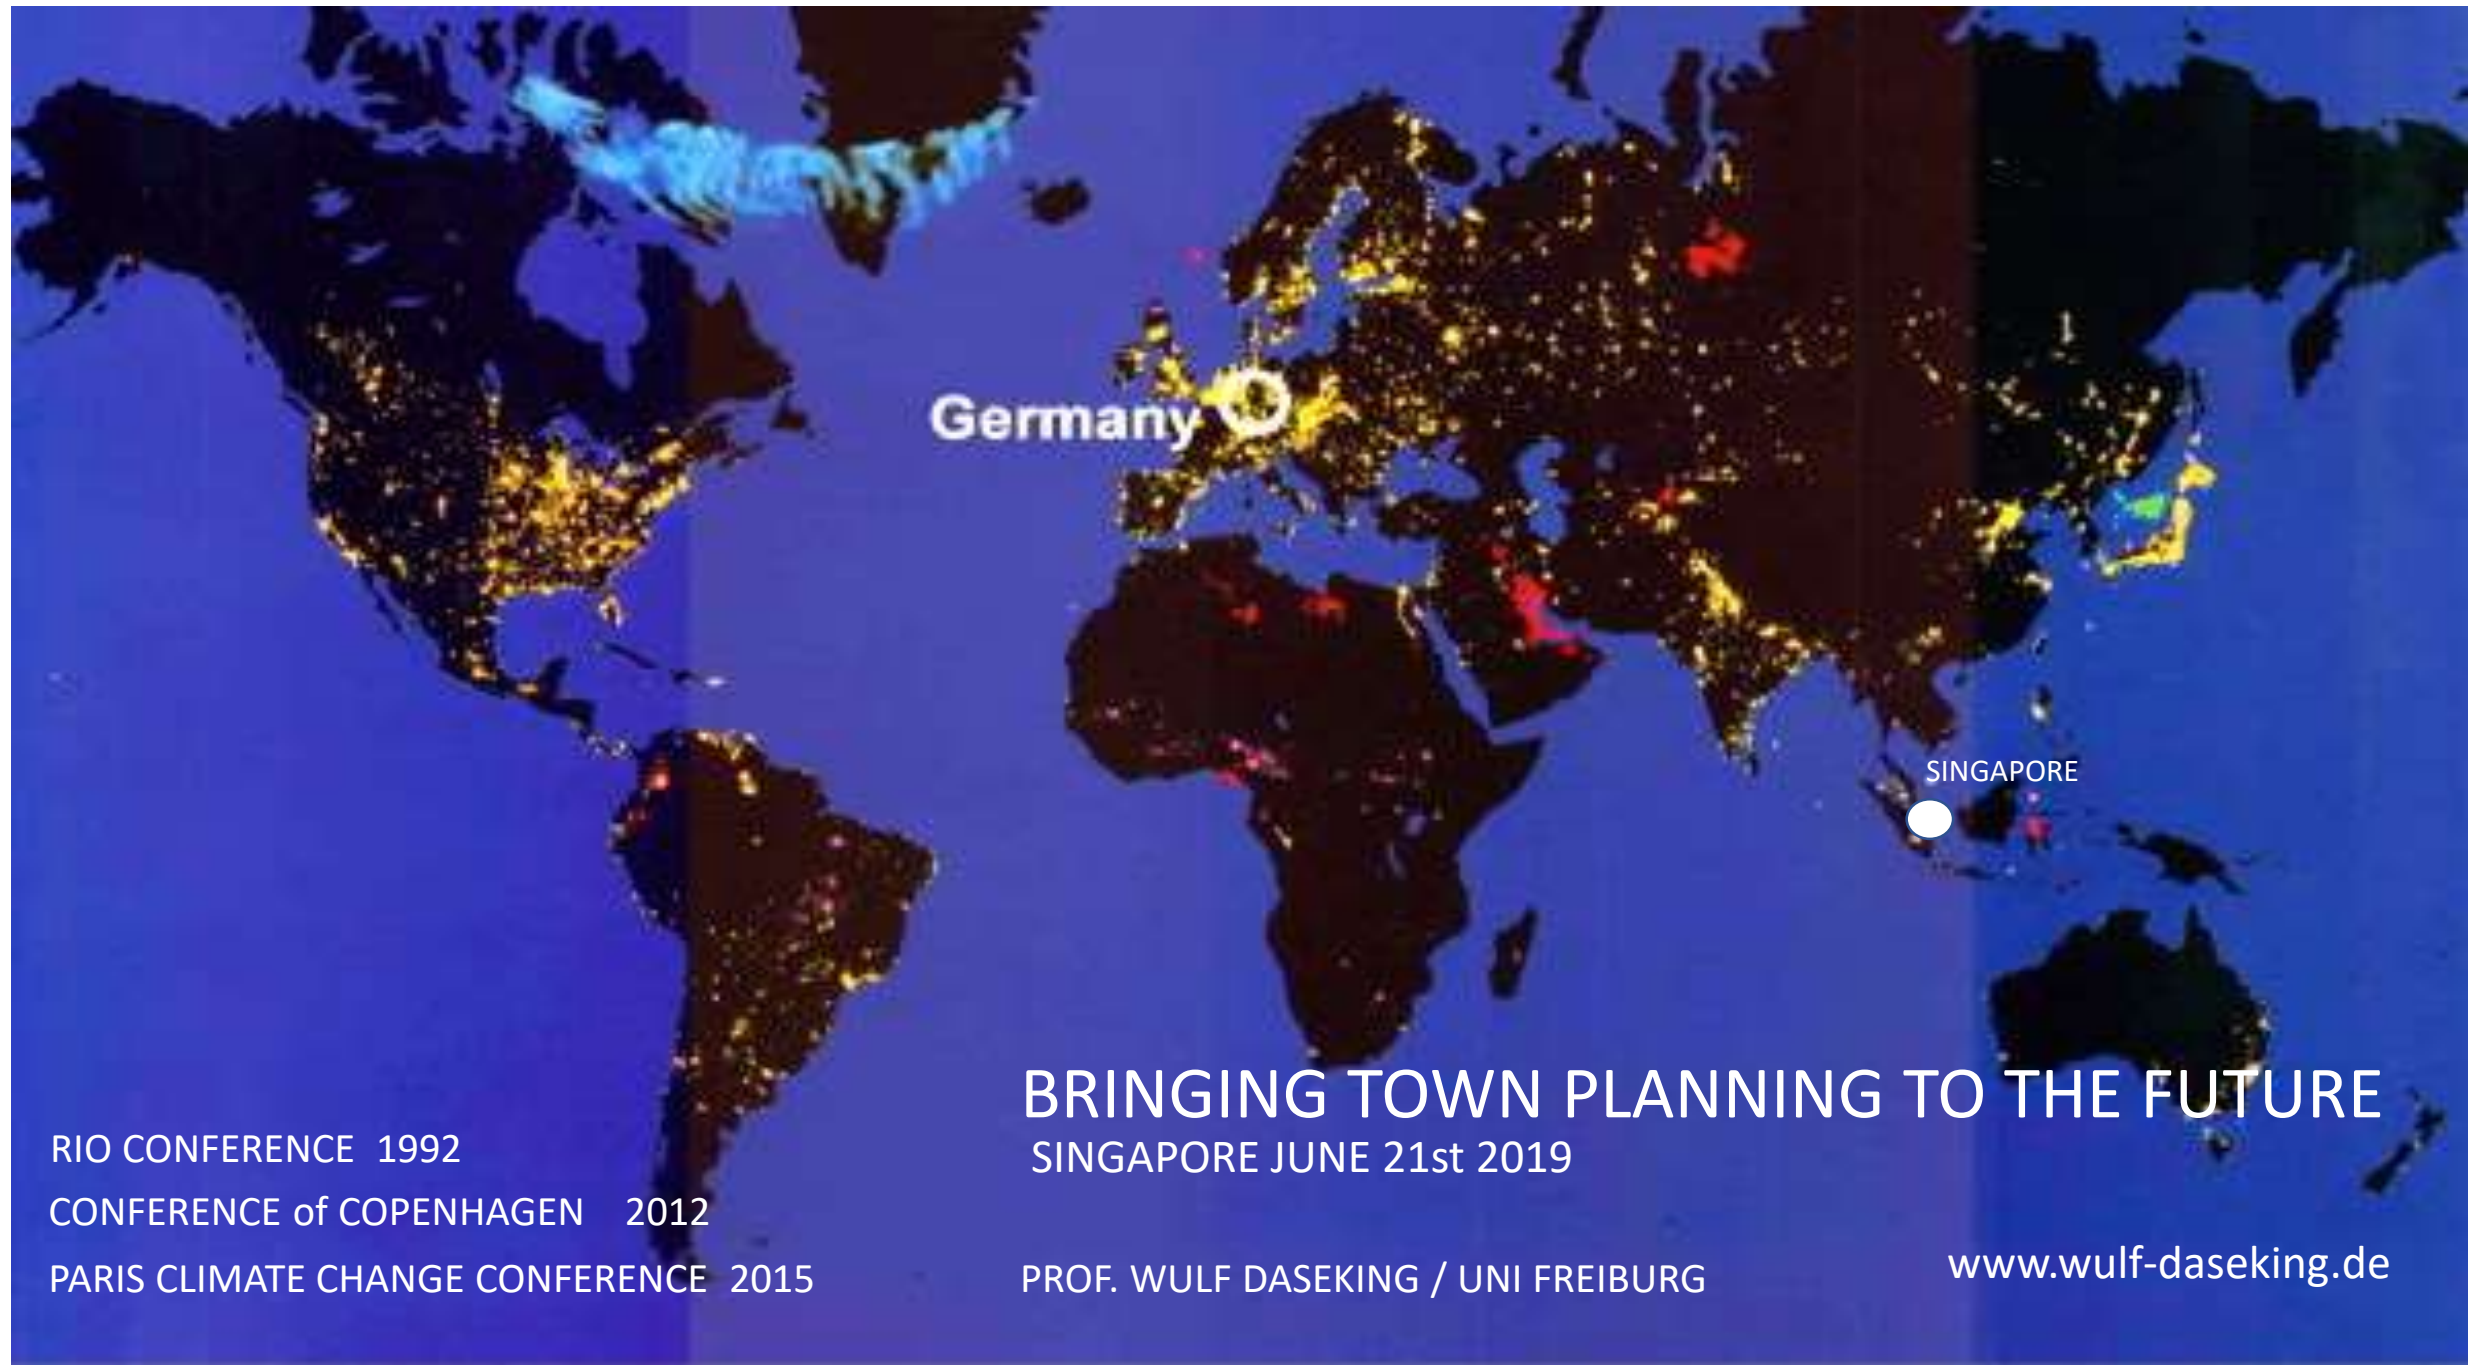 Germany
SINGAPORE
BRINGING TOWN PLANNING TO THE FUTURE
SINGAPORE JUNE 21st 2019
RIO CONFERENCE 1992
CONFERENCE of COPENHAGEN 2012
PARIS CLIMATE CHANGE CONFERENCE 2015
PROF. WULF DASEKING / UNI FREIBURG
www.wulf-daseking.de